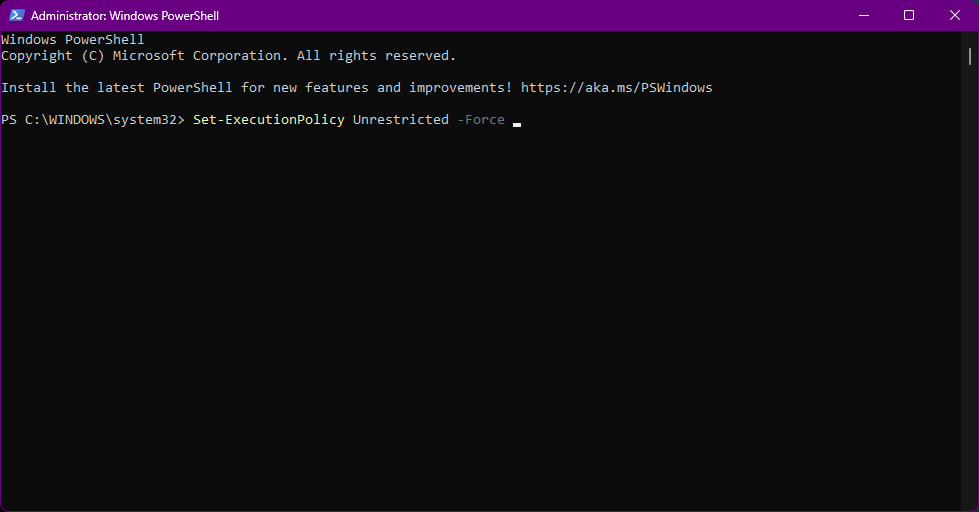 Administrator: Windows PowerShell
Windows PowerShell
Copyright (C) Microsoft Corporation. All rights reserved.
Install the latest PowerShell for new features and improvements! https://aka.ms/PSWindows
PS C:\WINDOWS\system32> Set-ExecutionPolicy Unrestricted -Force